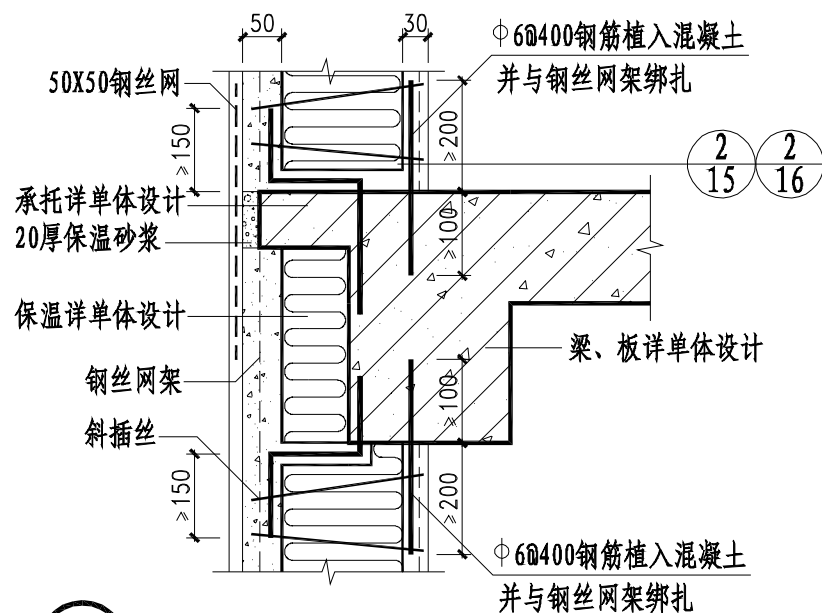 50
30
ϕ6@400钢筋植入混凝土
并与钢丝网架绑扎
50X50钢丝网
≥150
≥200
2
15
2
16
承托详单体设计
20厚保温砂浆
≥100
保温详单体设计
梁、板详单体设计
钢丝网架
≥100
斜插丝
≥150
≥200
ϕ6@400钢筋植入混凝土
并与钢丝网架绑扎